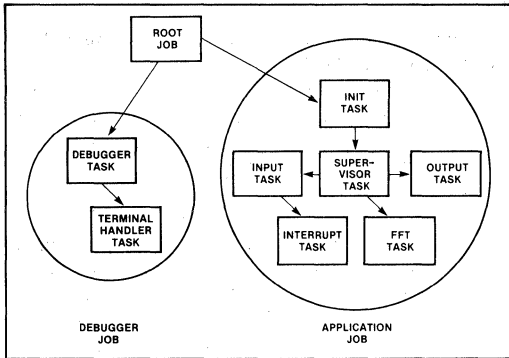 ROOT
JOB
INIT
TASK
DEBUGGER
TASK
INPUT
TASK
SUPER-
VISOR
TASK
OUTPUT
TASK
TERMINAL
HANDLER
TASK
INTERRUPT
TASK
FFT
TASK
DEBUGGER
JOB
APPLICATION
JOB